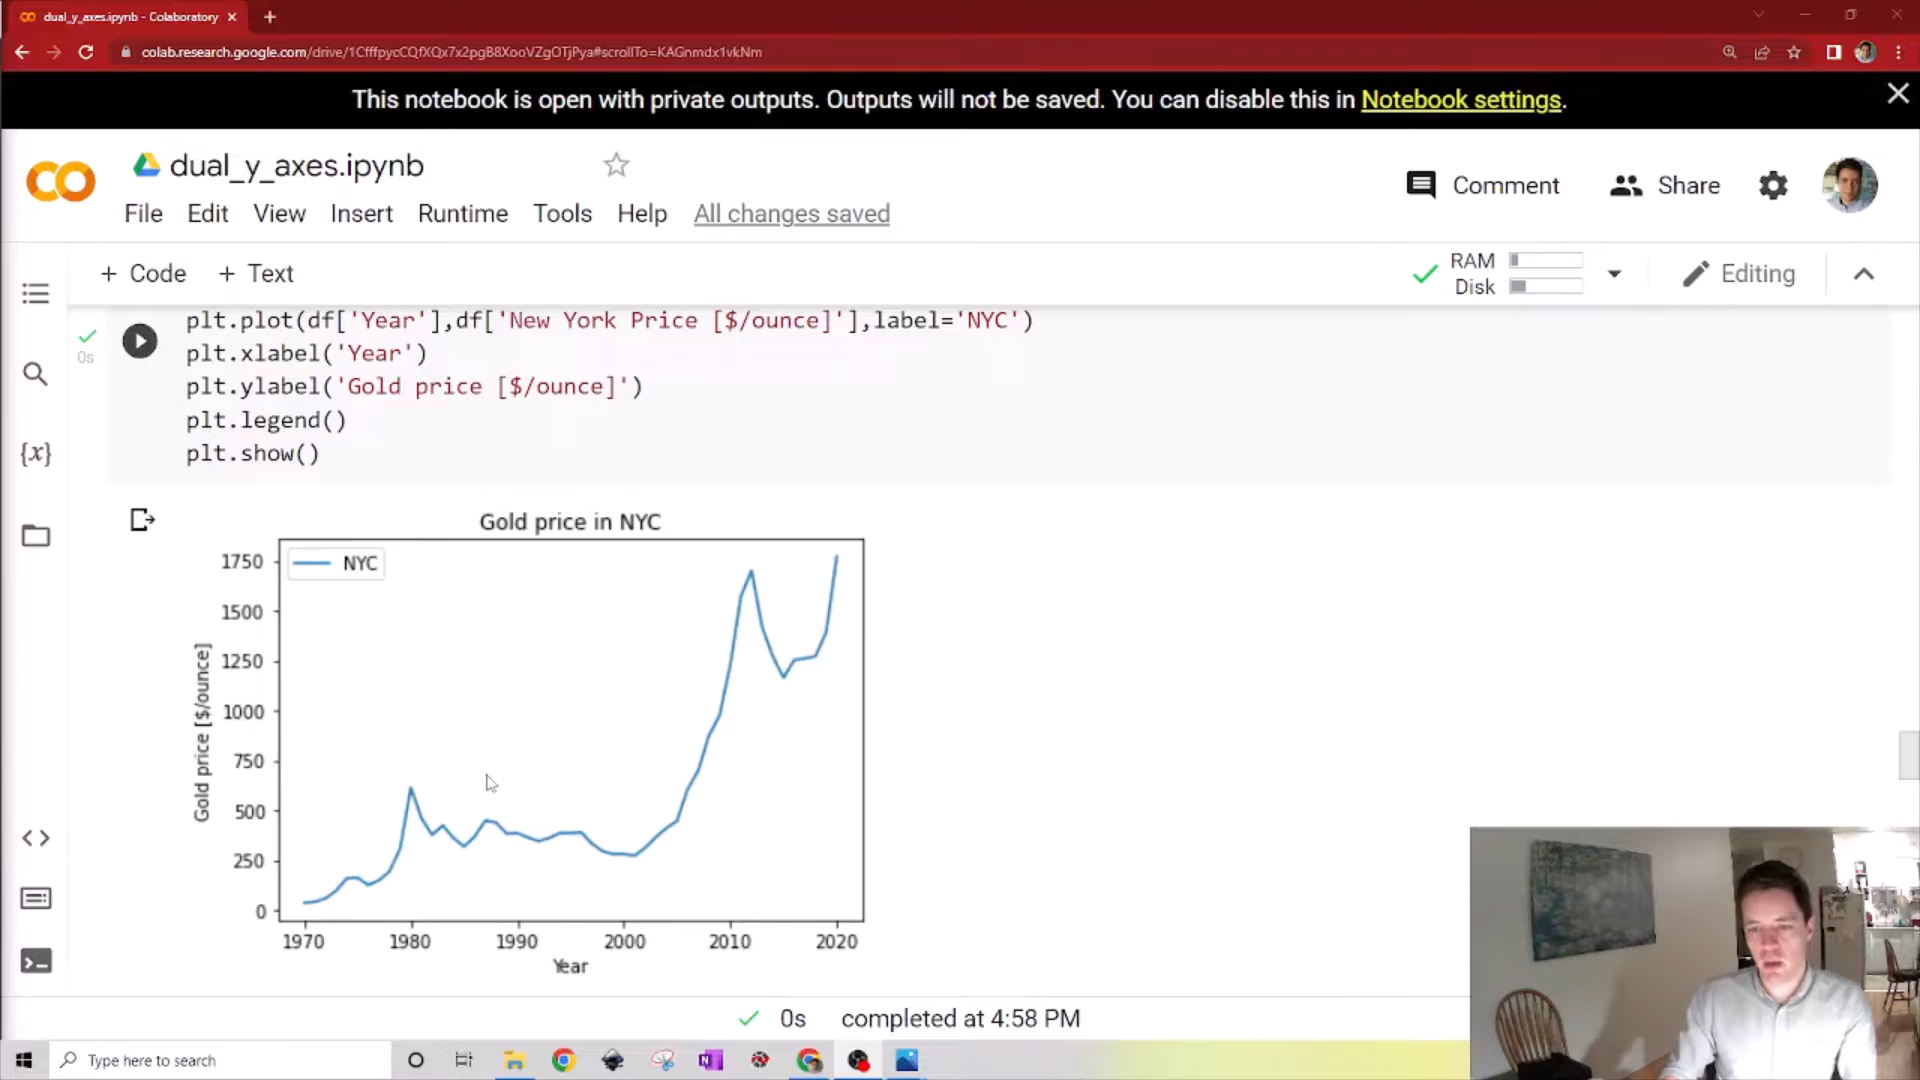 dual_y_axes.ipynb - Colaboratory
colab.research.google.com/drive/1CfffpycCQfXQx7x2pgB8XooVZgOTjPya#scrollTo=KAGnmdx1vkNm
This notebook is open with private outputs. Outputs will not be saved. You can disable this in Notebook settings.
dual_y_axes.ipynb
Comment
Share
File Edit View Insert Runtime Tools Help All changes saved
+ Code + Text
RAM
Disk
Editing
plt.plot(df['Year'],df['New York Price [$/ounce]'],label='NYC')
0s
plt.xlabel('Year')
plt.ylabel('Gold price [$/ounce]')
plt.legend()
plt.show()
{x}
Gold price in NYC
NYC
1750
1500
1250
1000
750
500
250
0
Gold price [$/ounce]
1970 1980 1990 2000 2010 2020
Year
0s completed at 4:58 PM
Type here to search